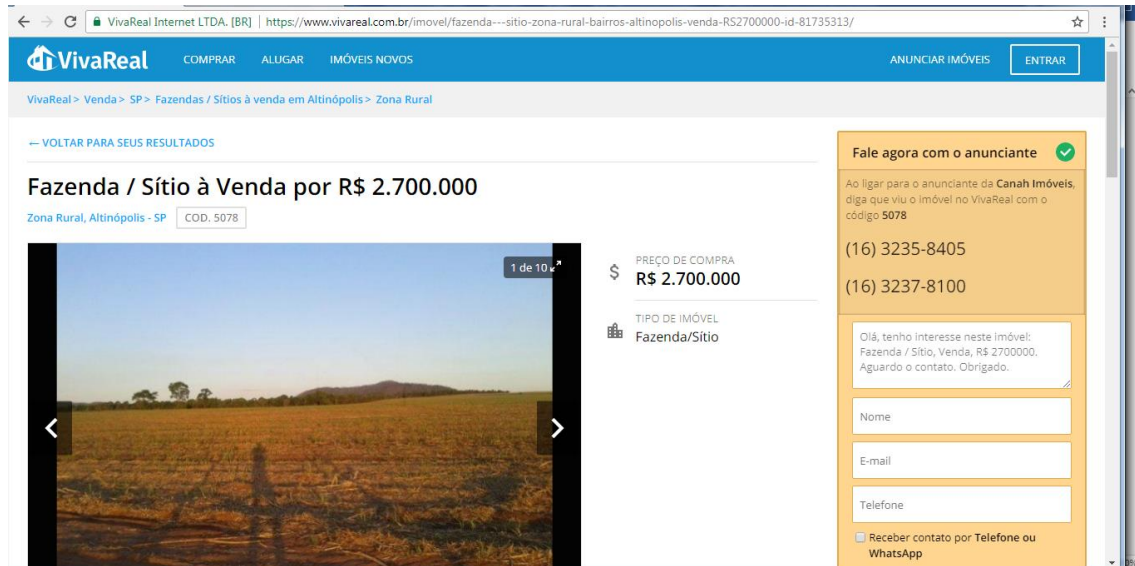 VivaReal Internet LTDA. [BR] | https://www.vivareal.com.br/imovel/fazenda---sitio-zona-rural-bairros-altinopolis-venda-RS2700000-id-81735313/
VivaReal COMPRAR ALUGAR IMÓVEIS NOVOS ANUNCIAR IMÓVEIS ENTRAR
VivaReal > Venda > SP > Fazendas / Sítios à venda em Altinópolis > Zona Rural
← VOLTAR PARA SEUS RESULTADOS
Fazenda / Sítio à Venda por R$ 2.700.000
Zona Rural, Altinópolis - SP COD. 5078
1 de 10
PREÇO DE COMPRA
R$ 2.700.000
TIPO DE IMÓVEL
Fazenda/Sítio
Fale agora com o anunciante
Ao ligar para o anunciante da Canah Imóveis,
diga que viu o imóvel no VivaReal com o
código 5078
(16) 3235-8405
(16) 3237-8100
Olá, tenho interesse neste imóvel:
Fazenda / Sítio, Venda, R$ 2700000.
Aguardo o contato. Obrigado.
Nome
E-mail
Telefone
Receber contato por Telefone ou
WhatsApp